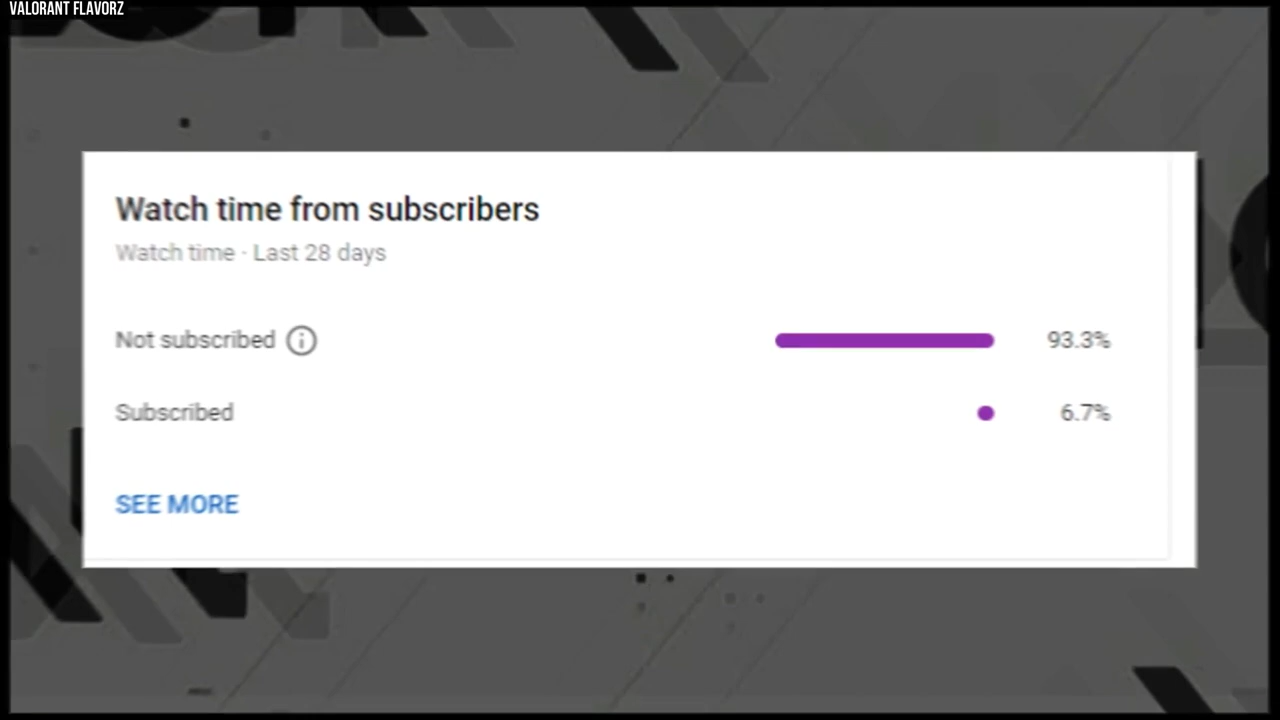 VALORANT FLAVORZ
Watch time from subscribers
Watch time · Last 28 days
Not subscribed 93.3%
Subscribed 6.7%
SEE MORE